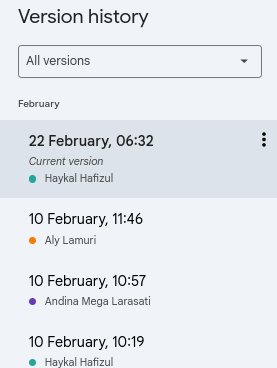 Version history
All versions
February
22 February, 06:32
Current version
Haykal Hafizul
10 February, 11:46
Aly Lamuri
10 February, 10:57
Andina Mega Larasati
10 February, 10:19
Haykal Hafizul